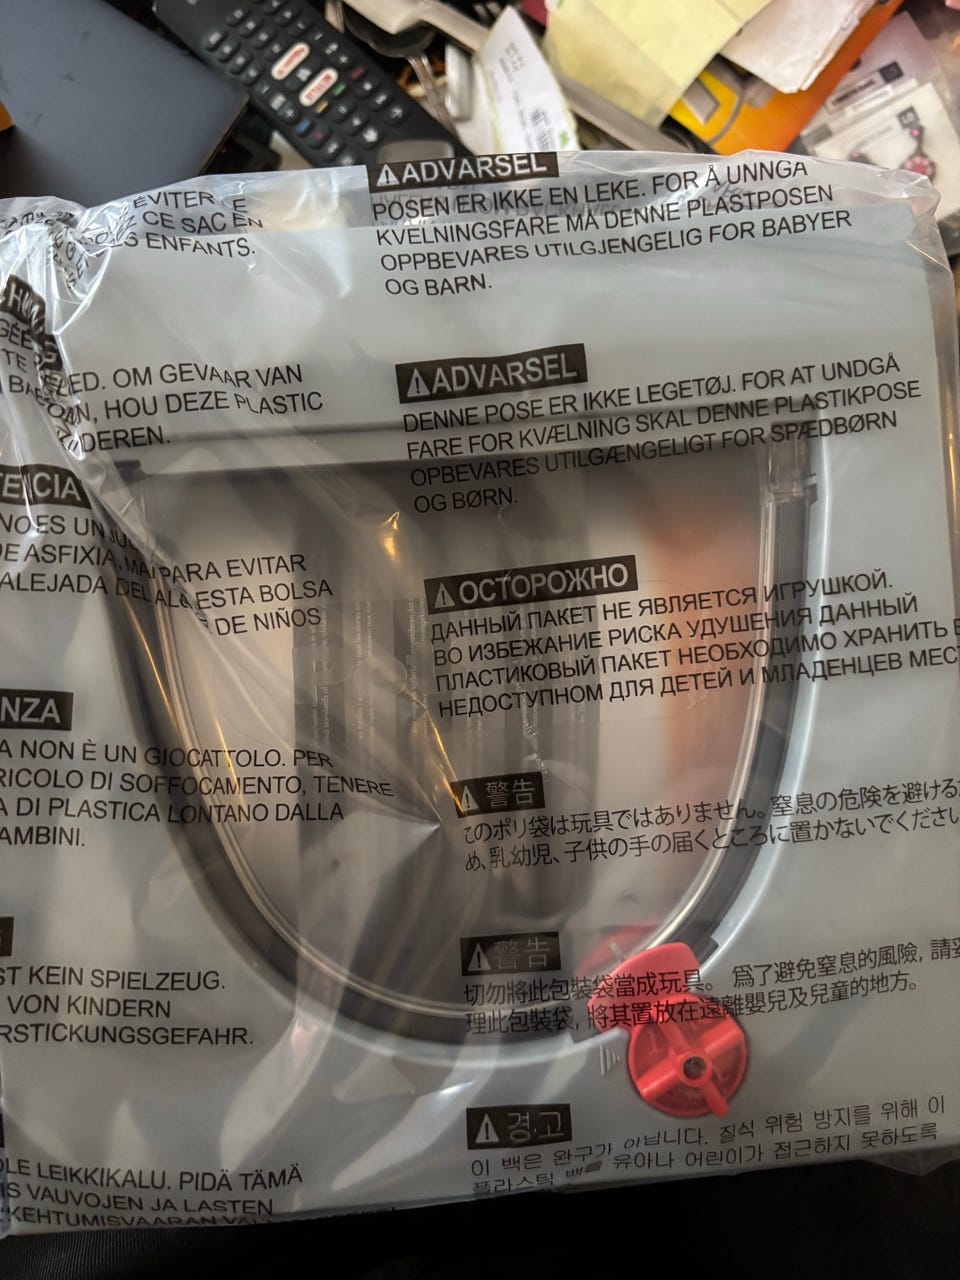 EVITER
CE SAC EN
ENFANTS.
OM GEVAAR VAN
HOU DEZE PLASTIC
NO ES UN
DE ASFIXIA, PARA EVITAR
ALEJADA DEL ESTA BOLSA
DE NIÑOS
NON È UN GIOCATTOLO. PER
DI SOFFOCAMENTO, TENERE
DI PLASTICA LONTANO DALLA
KEIN SPIELZEUG.
VON KINDERN
LEIKKIKALU. PIDÄ TÄMÄ
VAUVOJEN JA LASTEN
ADVARSEL
POSEN ER IKKE EN LEKE. FOR Å UNNGA
KVELNINGSFARE MA DENNE PLASTPOSEN
OPPBEVARES UTILGJENGELIG FOR BABYER
OG BARN.
ADVARSEL
DENNE POSE ER IKKE LEGETØJ. FOR AT UNDGÅ
FARE FOR KVÆLNING SKAL DENNE PLASTIKPOSE
OPBEVARES UTILGÆNGELIGT FOR SPÆDBØRN
OG BØRN.
ОСТОРОЖНО
ДАННЫЙ ПАКЕТ НЕ ЯВЛЯЕТСЯ ИГРУШКОЙ.
ВО ИЗБЕЖАНИЕ РИСКА УДУШЕНИЯ ДАННЫЙ
ПЛАСТИКОВЫЙ ПАКЕТ НЕОБХОДИМО ХРАНИТЬ
НЕДОСТУПНОМ ДЛЯ ДЕТЕЙ И МЛАДЕНЦЕВ
警告
このポリ袋は玩具ではありません。窒息の危険を避ける
め、乳幼児、子供の手の届くところに置かないでくださ
警告
切勿將此包裝袋當成玩具。 爲了避免窒息的風險, 請
理此包裝袋, 將其置放在遠離嬰兒及兒童的地方。
경고
이 백은 완구가 아닙니다. 질식 위험 방지를 위해 이
플라스틱 백을 유아나 어린이가 접근하지 못하도록